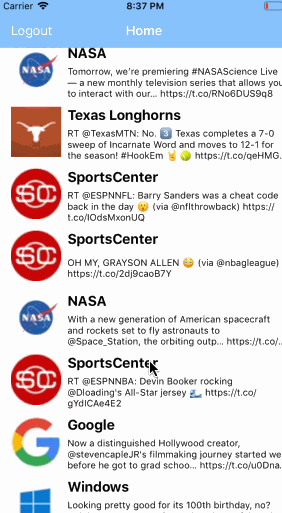 Carrier 8:37 PM
Logout Home
NASA
Tomorrow, we're premiering #NASAScience Live
— a new monthly television series that allows you
to interact with our... https://t.co/RNo6DUS9q8
Texas Longhorns
RT @TexasMTN: No. 3️⃣ Texas completes a 7-0
sweep of Incarnate Word and moves to 12-1 for
the season! #HookEm 🤘 🎾 https://t.co/qeHMG.
SportsCenter
RT @ESPNNFL: Barry Sanders was a cheat code
back in the day 😲 (via @nflthrowback) https://
t.co/IOdsMxonUQ
SportsCenter
OH MY, GRAYSON ALLEN 😳 (via @nbagleague)
https://t.co/2dj9caoB7Y
NASA
With a new generation of American spacecraft
and rockets set to fly astronauts to
@Space_Station, the orbiting outp... https://t.co/..
SportsCenter
RT @ESPNNBA: Devin Booker rocking
@Dloading's All-Star jersey 🌊 https://t.co/
gYdICAe4E2
Google
Now a distinguished Hollywood creator,
@stevencapleJR's filmmaking journey started we
before he got to grad schoo... https://t.co/u0Dna.
Windows
Looking pretty good for its 100th birthday, no?